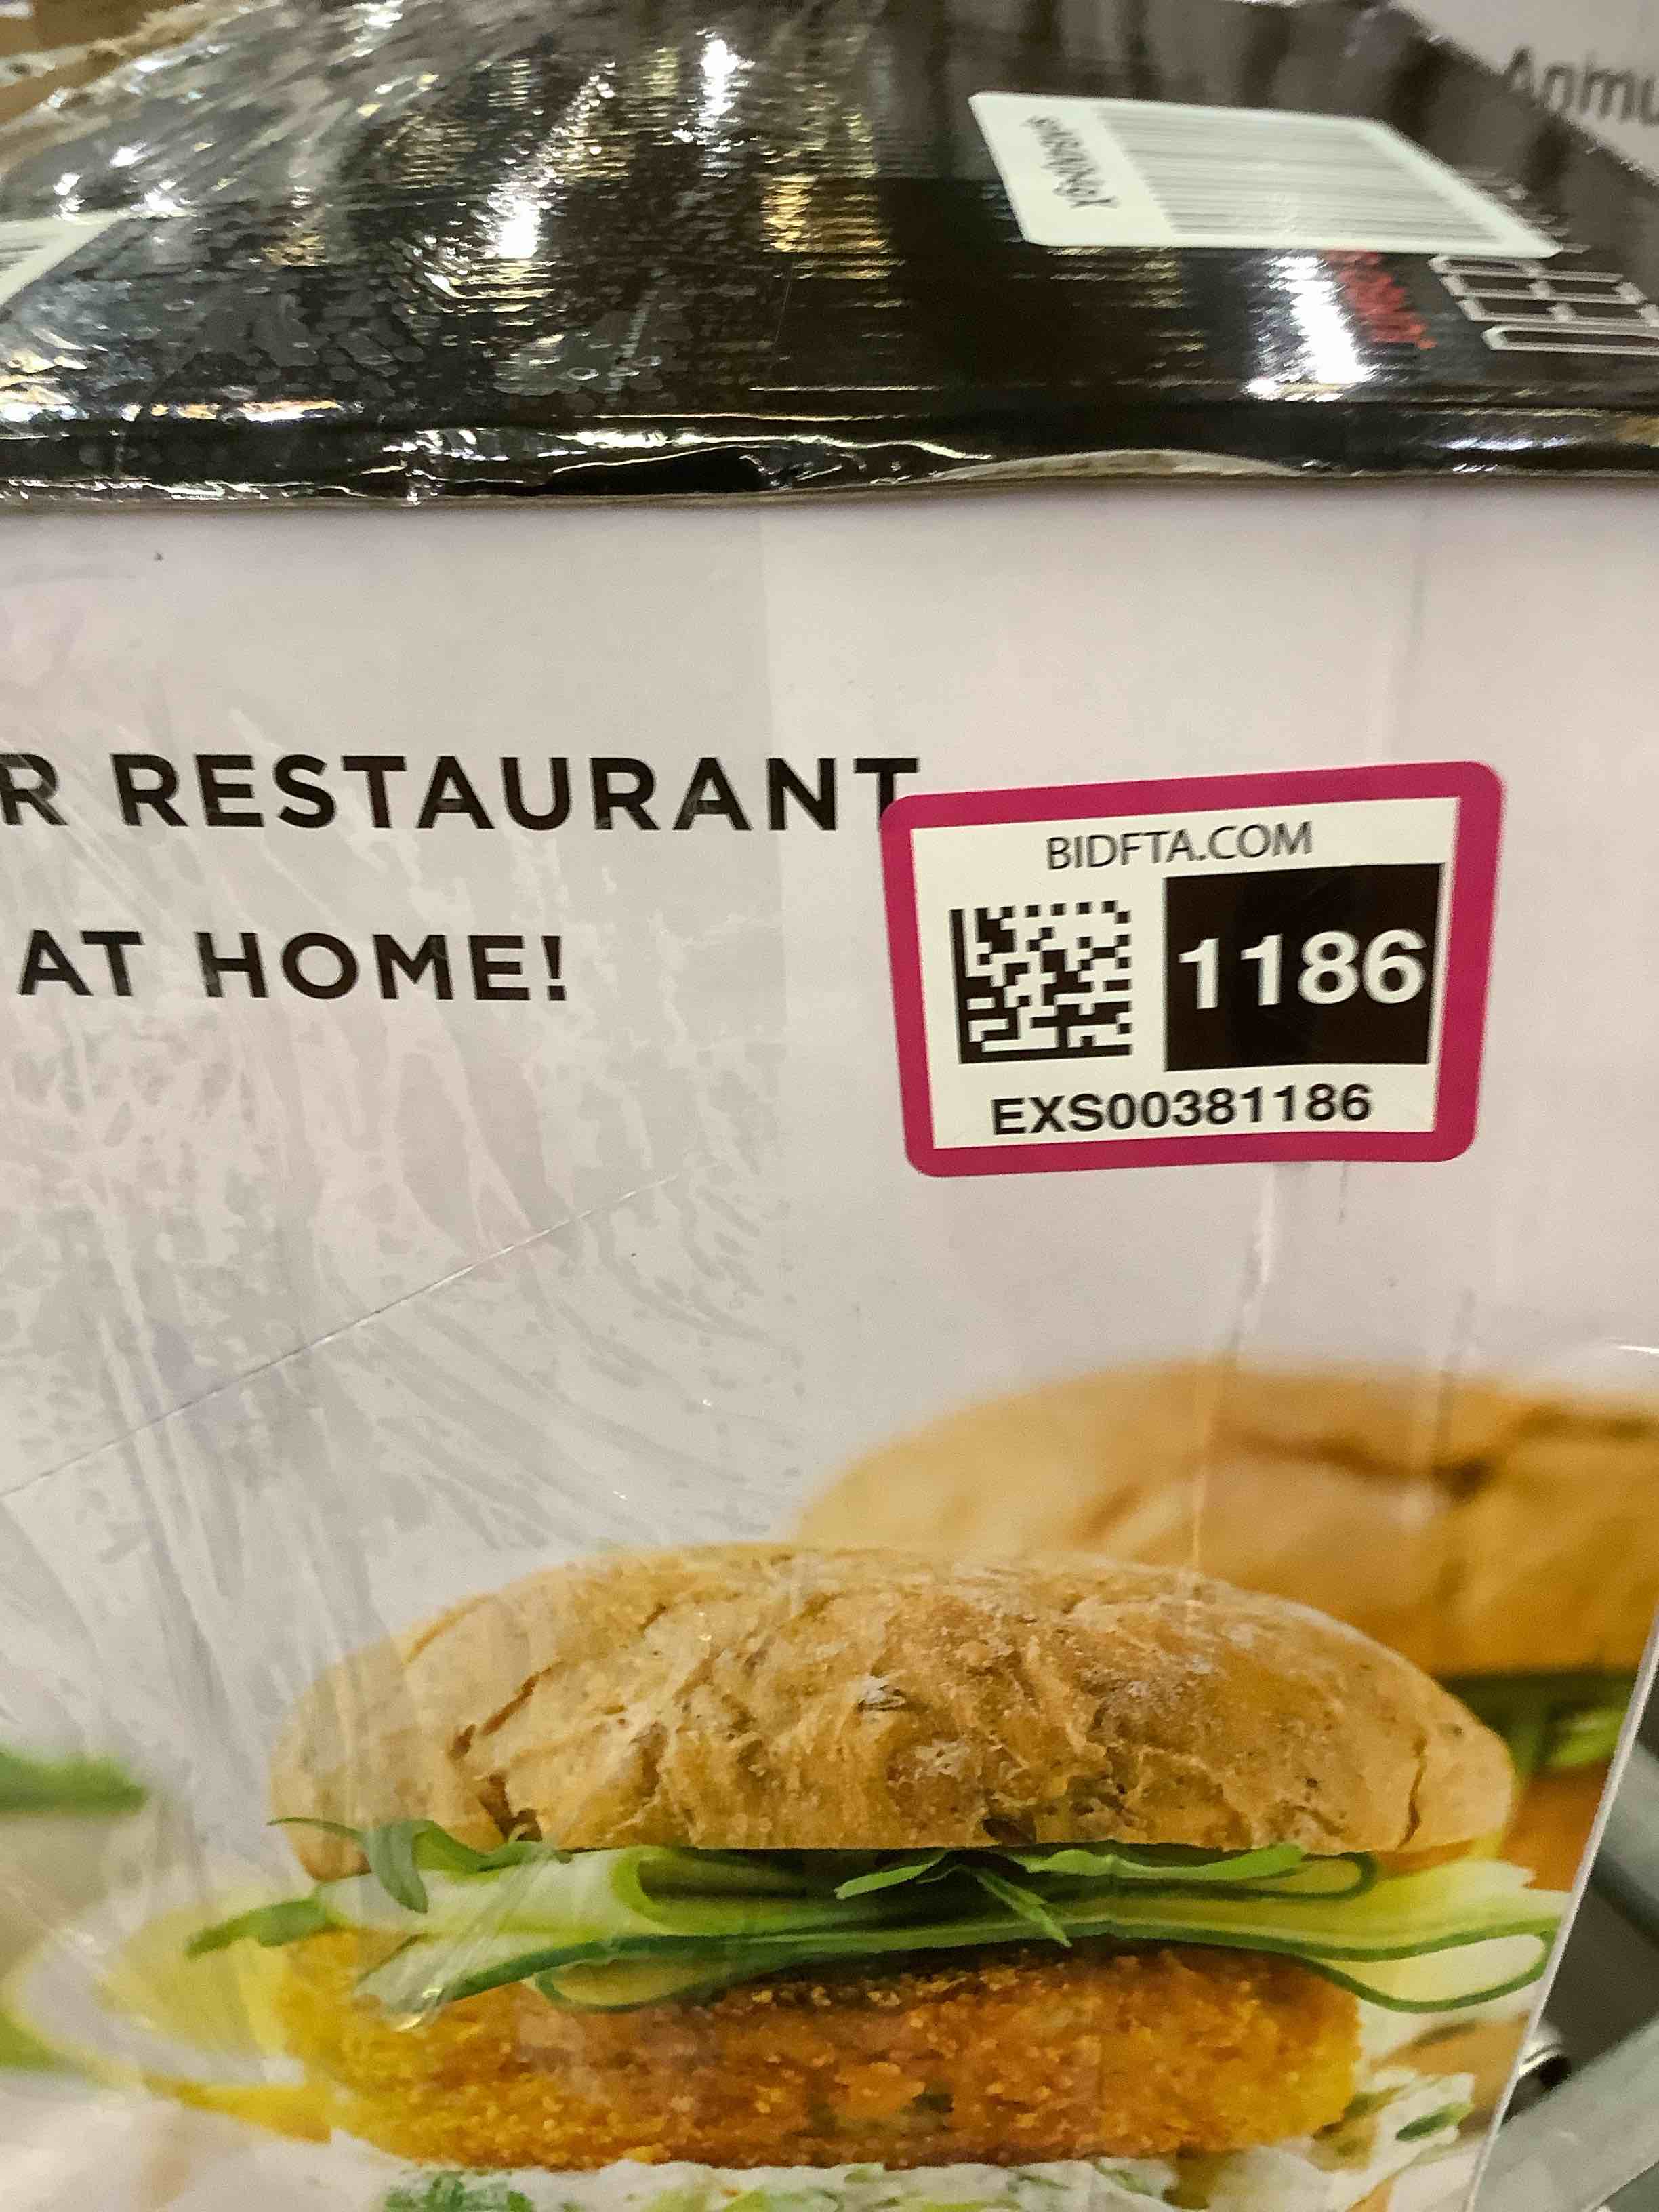 R RESTAURANT
AT HOME!
BIDFTA.COM
1186
EXS00381186